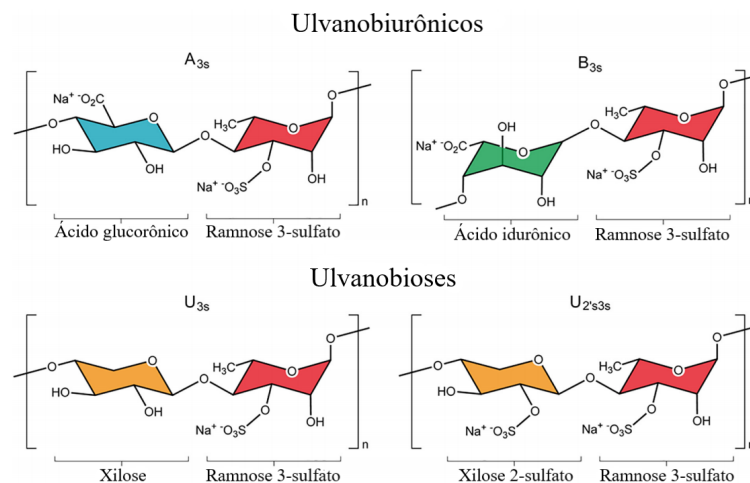 Ulvanobiurônicos
A3s
B3s
Na+ -O2C
O
O
HO
OH
O
H3C
O
O
O
Na+ -O3S
OH
n
Na+ -O2C
OH
O
O
OH
O
H3C
O
O
O
Na+ -O3S
OH
n
Ácido glucorônico
Ramnose 3-sulfato
Ácido idurônico
Ramnose 3-sulfato
Ulvanobioses
U3s
U2's3s
O
O
HO
OH
O
H3C
O
O
O
Na+ -O3S
OH
n
O
O
HO
O
Na+ -O3S
O
H3C
O
O
O
Na+ -O3S
OH
n
Xilose
Ramnose 3-sulfato
Xilose 2-sulfato
Ramnose 3-sulfato